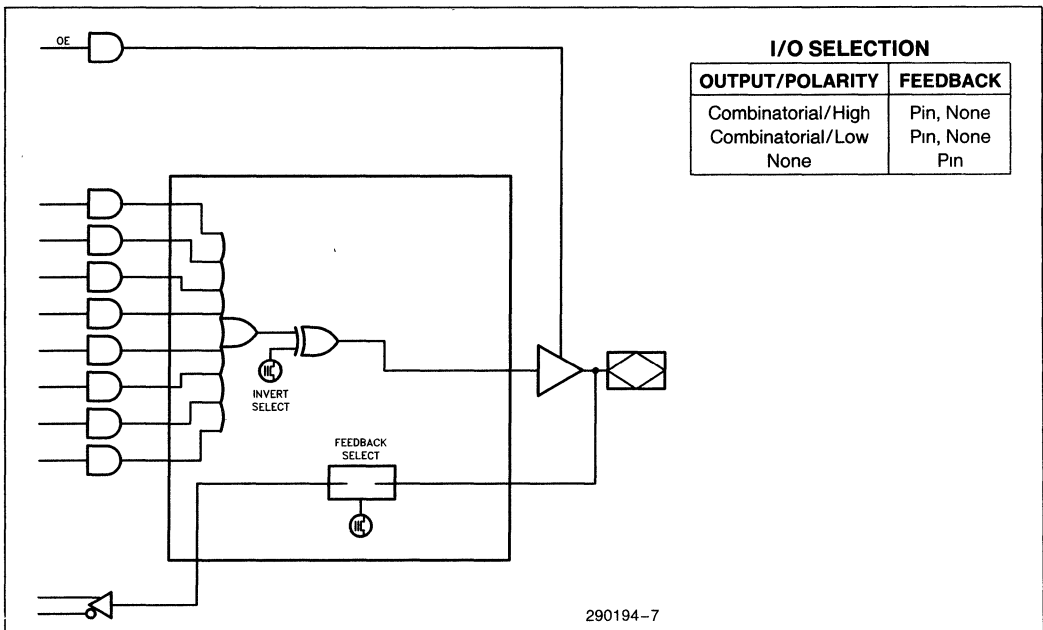 OE
I/O SELECTION
OUTPUT/POLARITY FEEDBACK
Combinatorial/High Pin, None
Combinatorial/Low Pin, None
None Pin
INVERT
SELECT
FEEDBACK
SELECT
290194–7